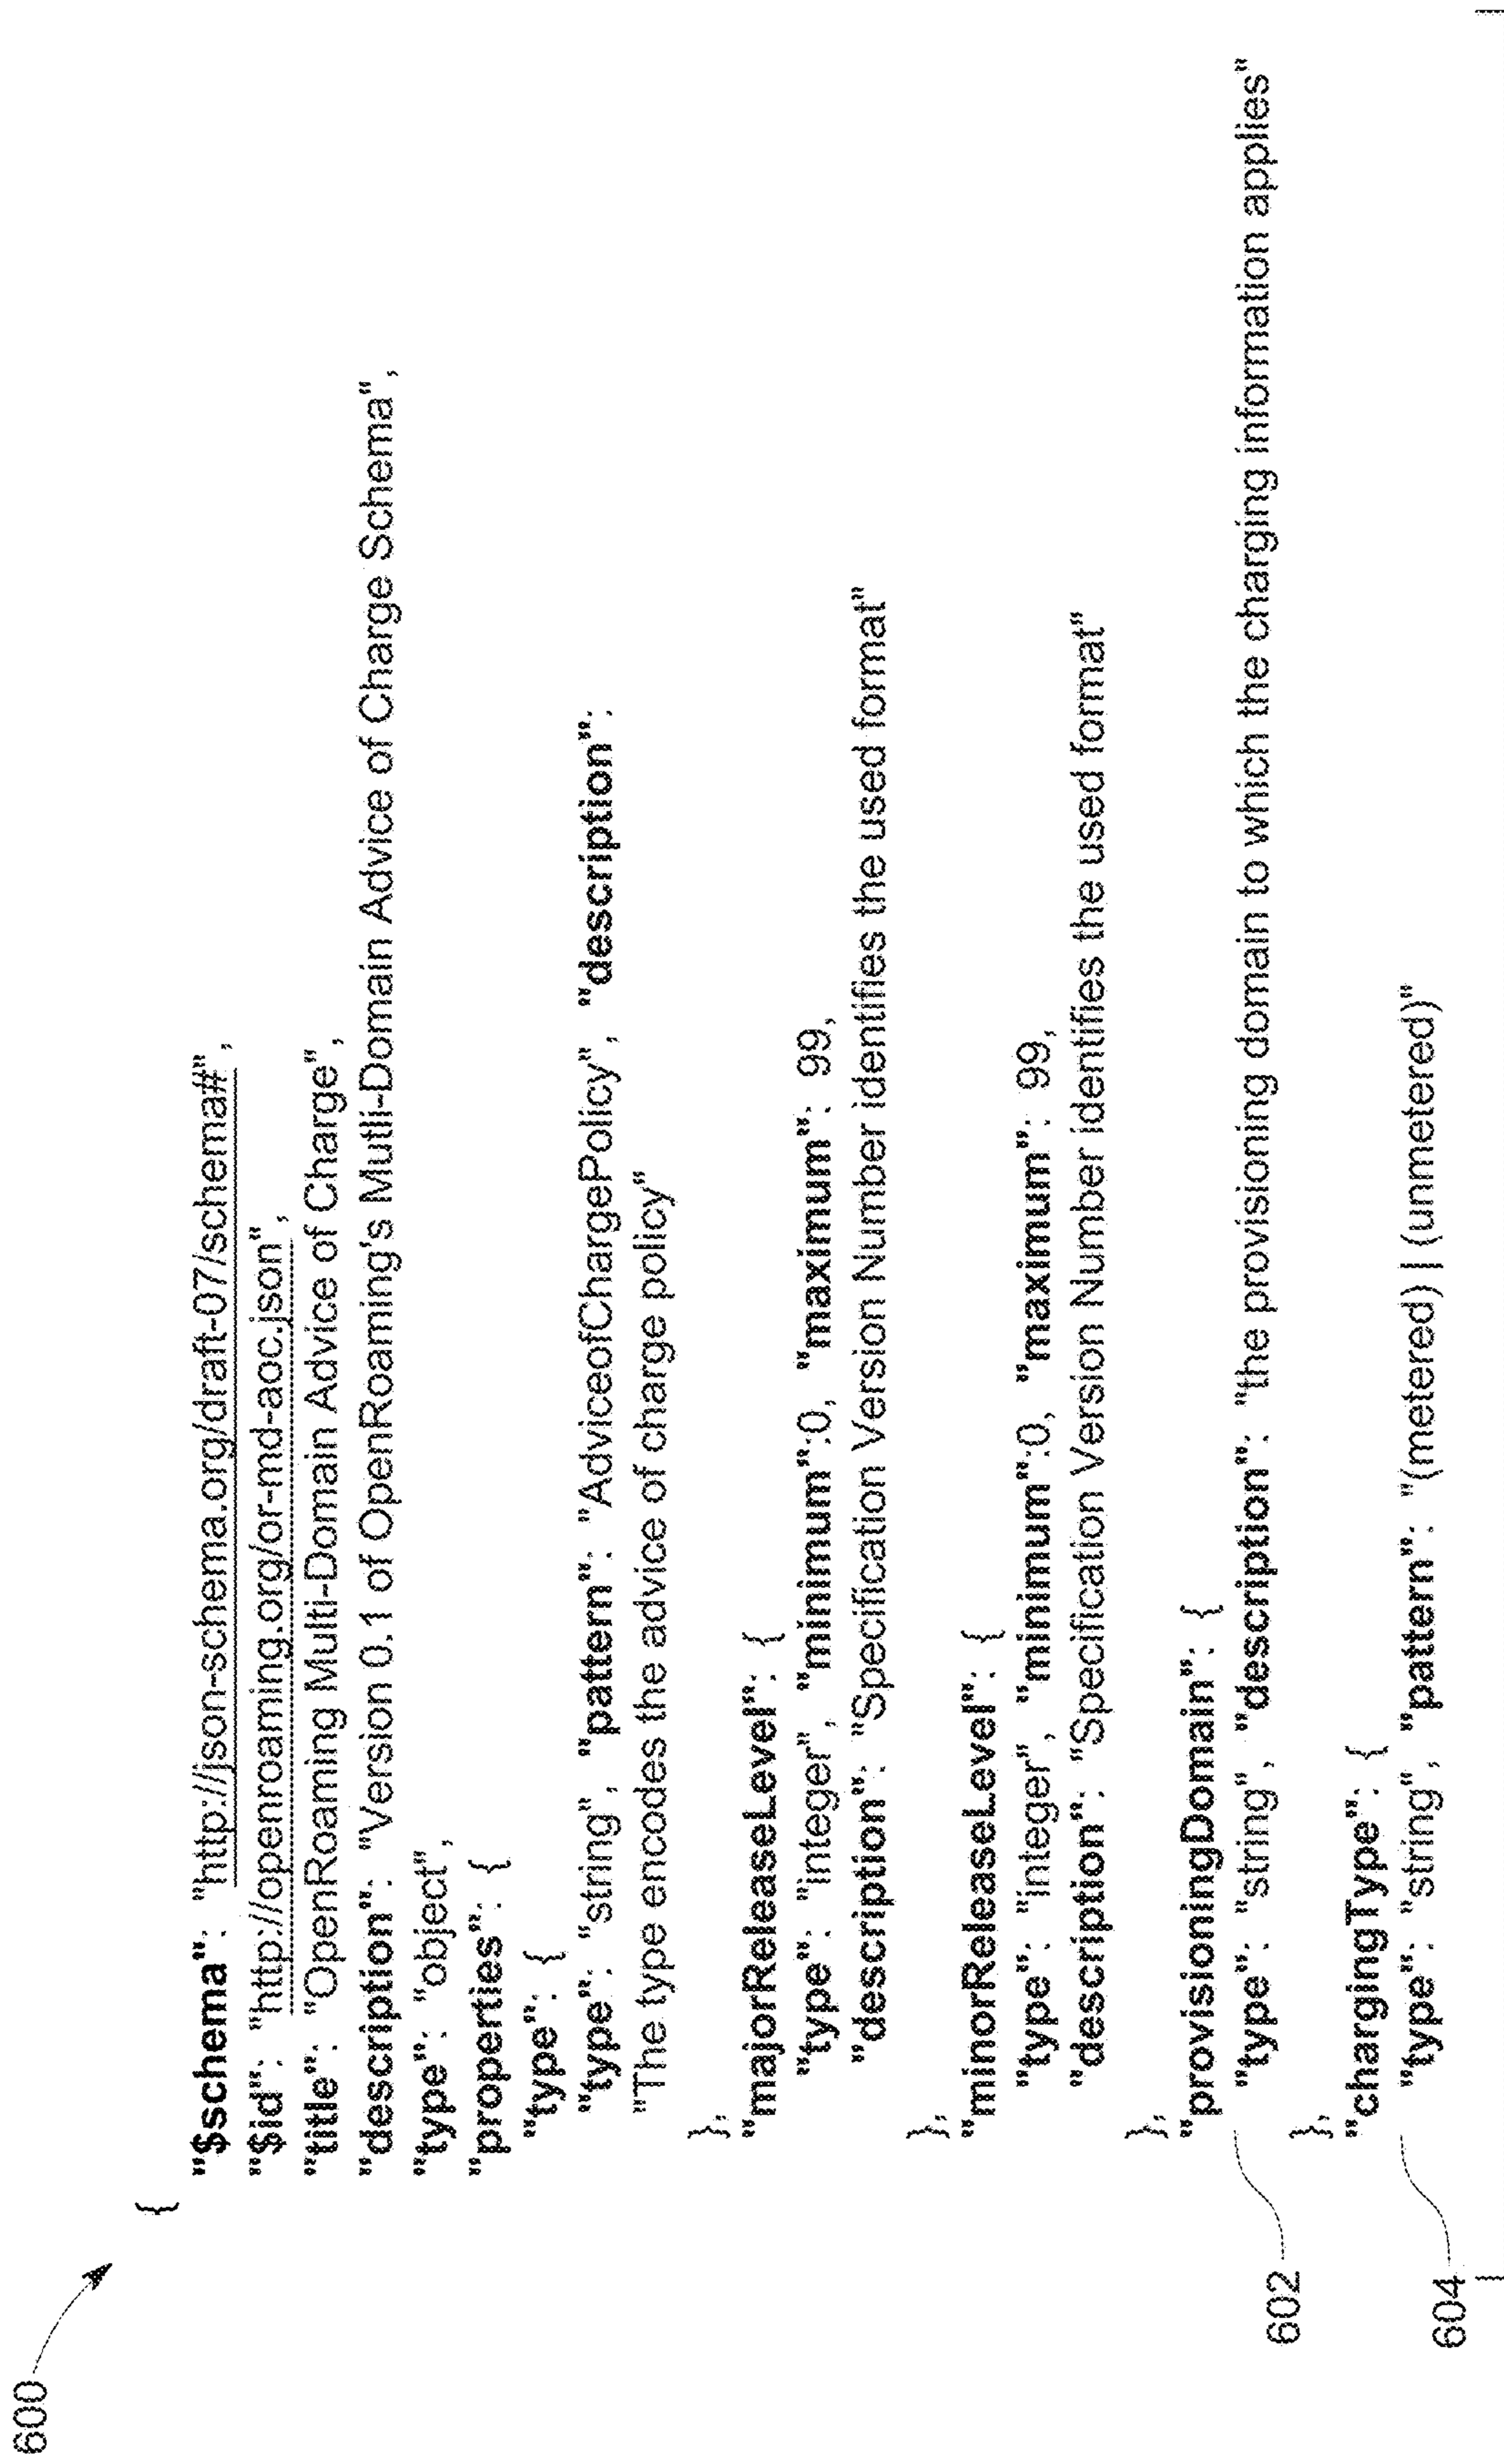 600
{
"$schema": "http://json-schema.org/draft-07/schema#",
"$id": "http://openroaming.org/or-md-aoc.json",
"title": "OpenRoaming Multi-Domain Advice of Charge",
"description": "Version 0.1 of OpenRoaming's Mutli-Domain Advice of Charge Schema",
"type": "object",
"properties": {
"type": {
"type": "string", "pattern": "AdviceofChargePolicy", "description":
"The type encodes the advice of charge policy"
},
"majorReleaseLevel": {
"type": "integer", "minimum":0, "maximum": 99,
"description": "Specification Version Number identifies the used format"
},
"minorReleaseLevel": {
"type": "integer", "minimum":0, "maximum": 99,
"description": "Specification Version Number identifies the used format"
},
"provisioningDomain": {
602 "type": "string", "description": "the provisioning domain to which the charging information applies"
},
"chargingType": {
604 "type": "string", "pattern": "(metered) | (unmetered)"